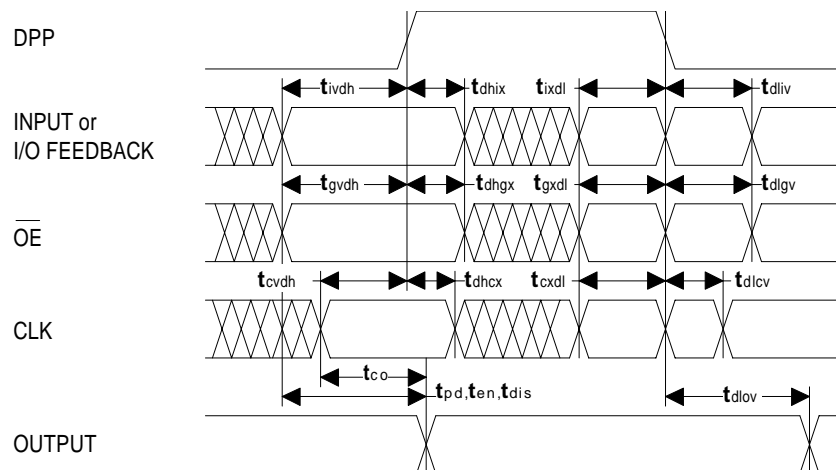 DPP
tivdh tdhix tixdl tdliv
INPUT or
I/O FEEDBACK
tgvdh tdhgx tgxdl tdlgv
OE
tcvdh tdhcx tcxdl tdlcv
CLK
tco
tpd,ten,tdis
tdlov
OUTPUT